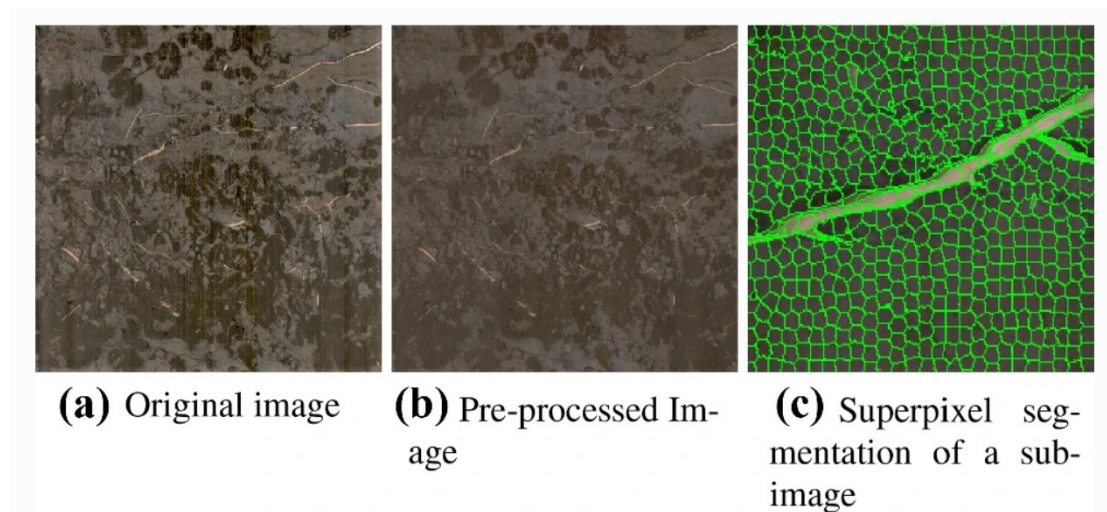 (a) Original image
(b) Pre-processed Im-
age
(c) Superpixel seg-
mentation of a sub-
image